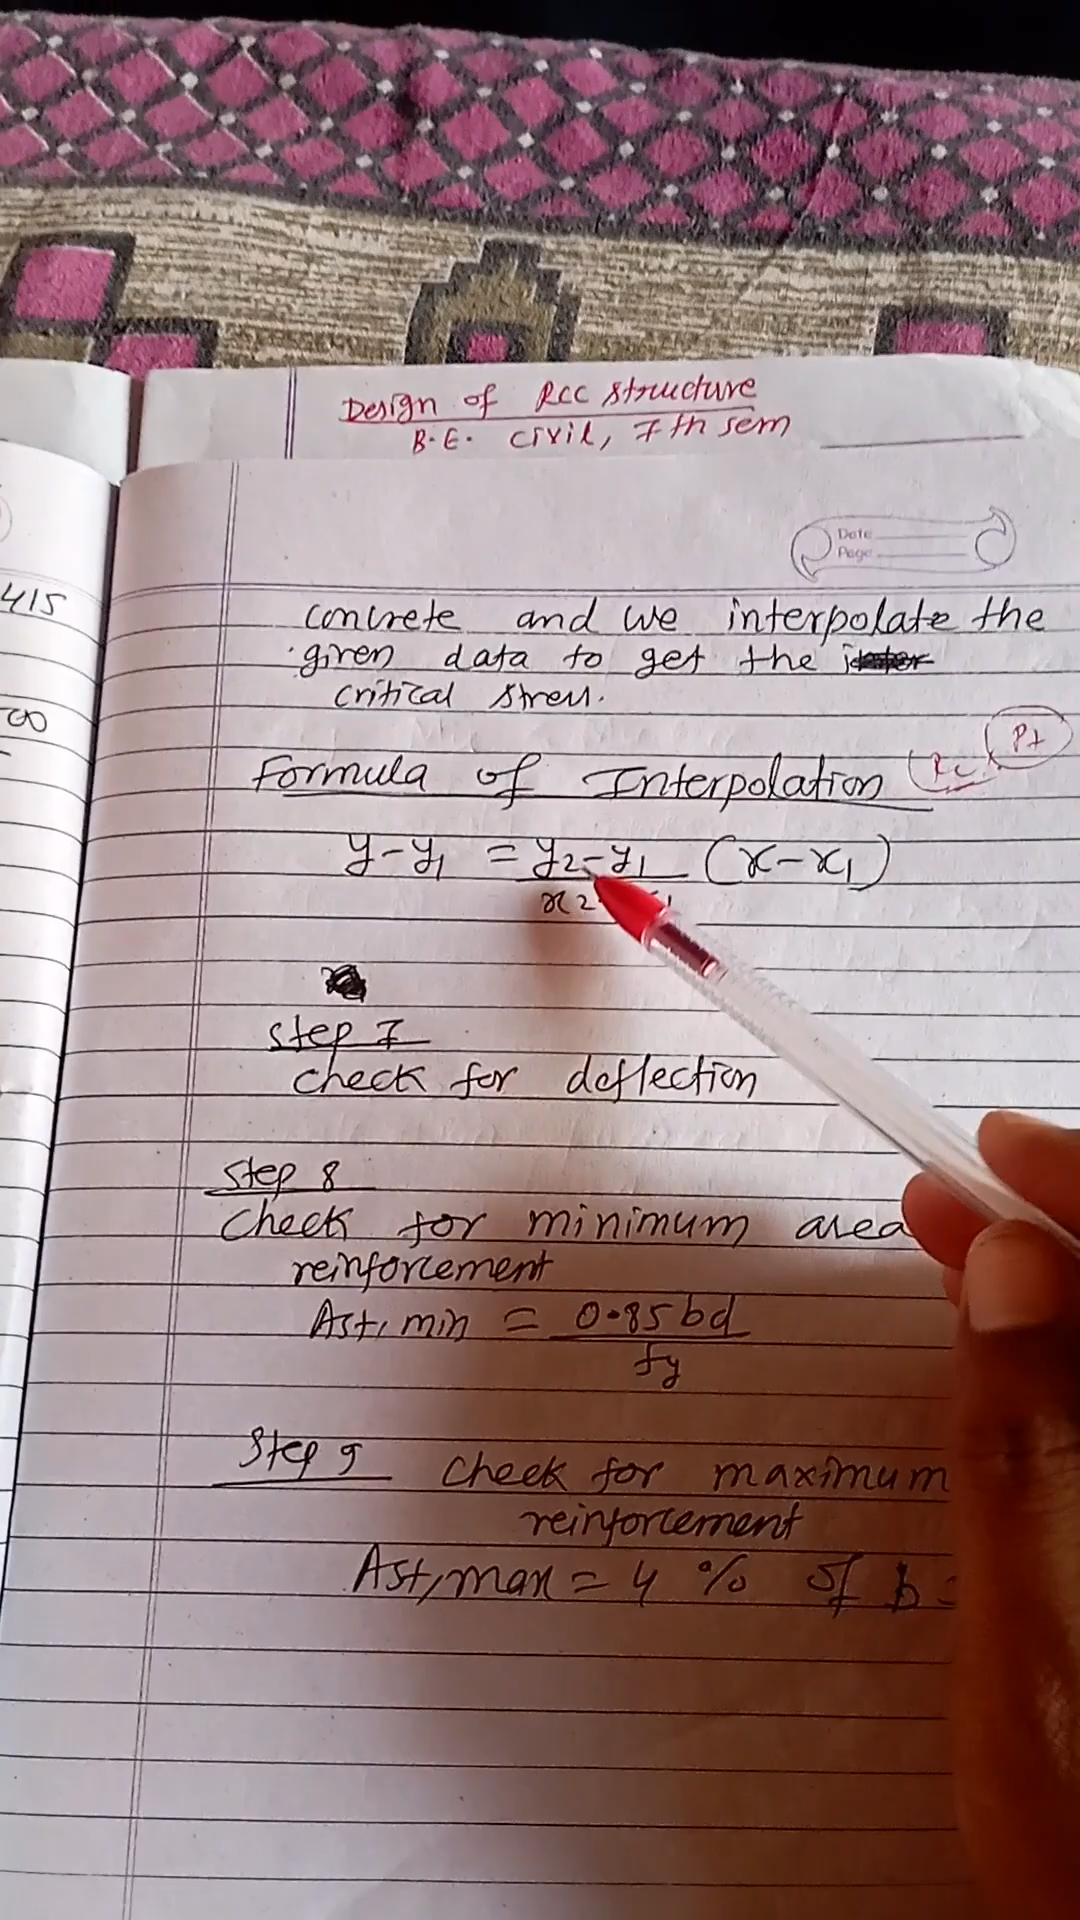 Design of RCC structure
B.E. civil, 7th sem
Date
Page
415
00
concrete and we interpolate the
given data to get the
critical stress.
Pt
Formula of Interpolation
y-y1 = y2-y1 (x-x1)
x2
step 7
check for deflection
step 8
check for minimum area
reinforcement
Ast, min = 0.85 bd
fy
Step 9 check for maximum
reinforcement
Ast, max = 4 % of b